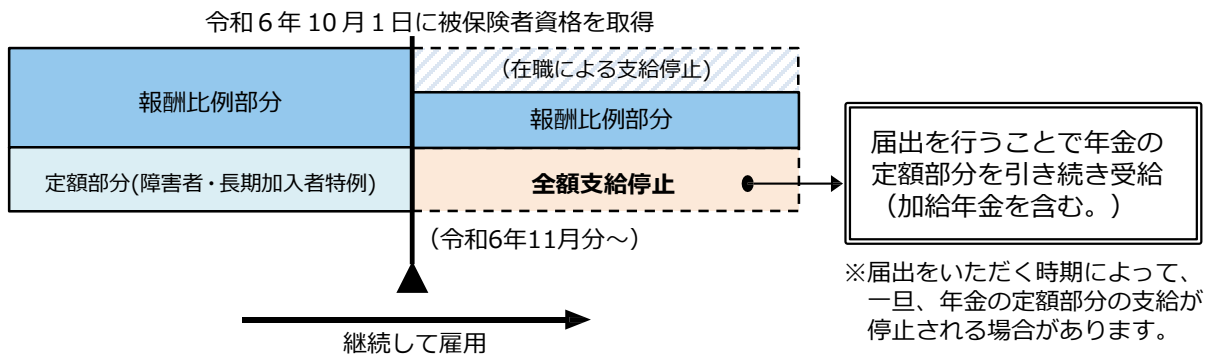 令和６年10月１日に被保険者資格を取得
(在職による支給停止)
報酬比例部分
報酬比例部分
定額部分(障害者・長期加入者特例)
全額支給停止
届出を行うことで年金の
定額部分を引き続き受給
（加給年金を含む。）
（令和6年11月分～）
※届出をいただく時期によって、
一旦、年金の定額部分の支給が
停止される場合があります。
継続して雇用